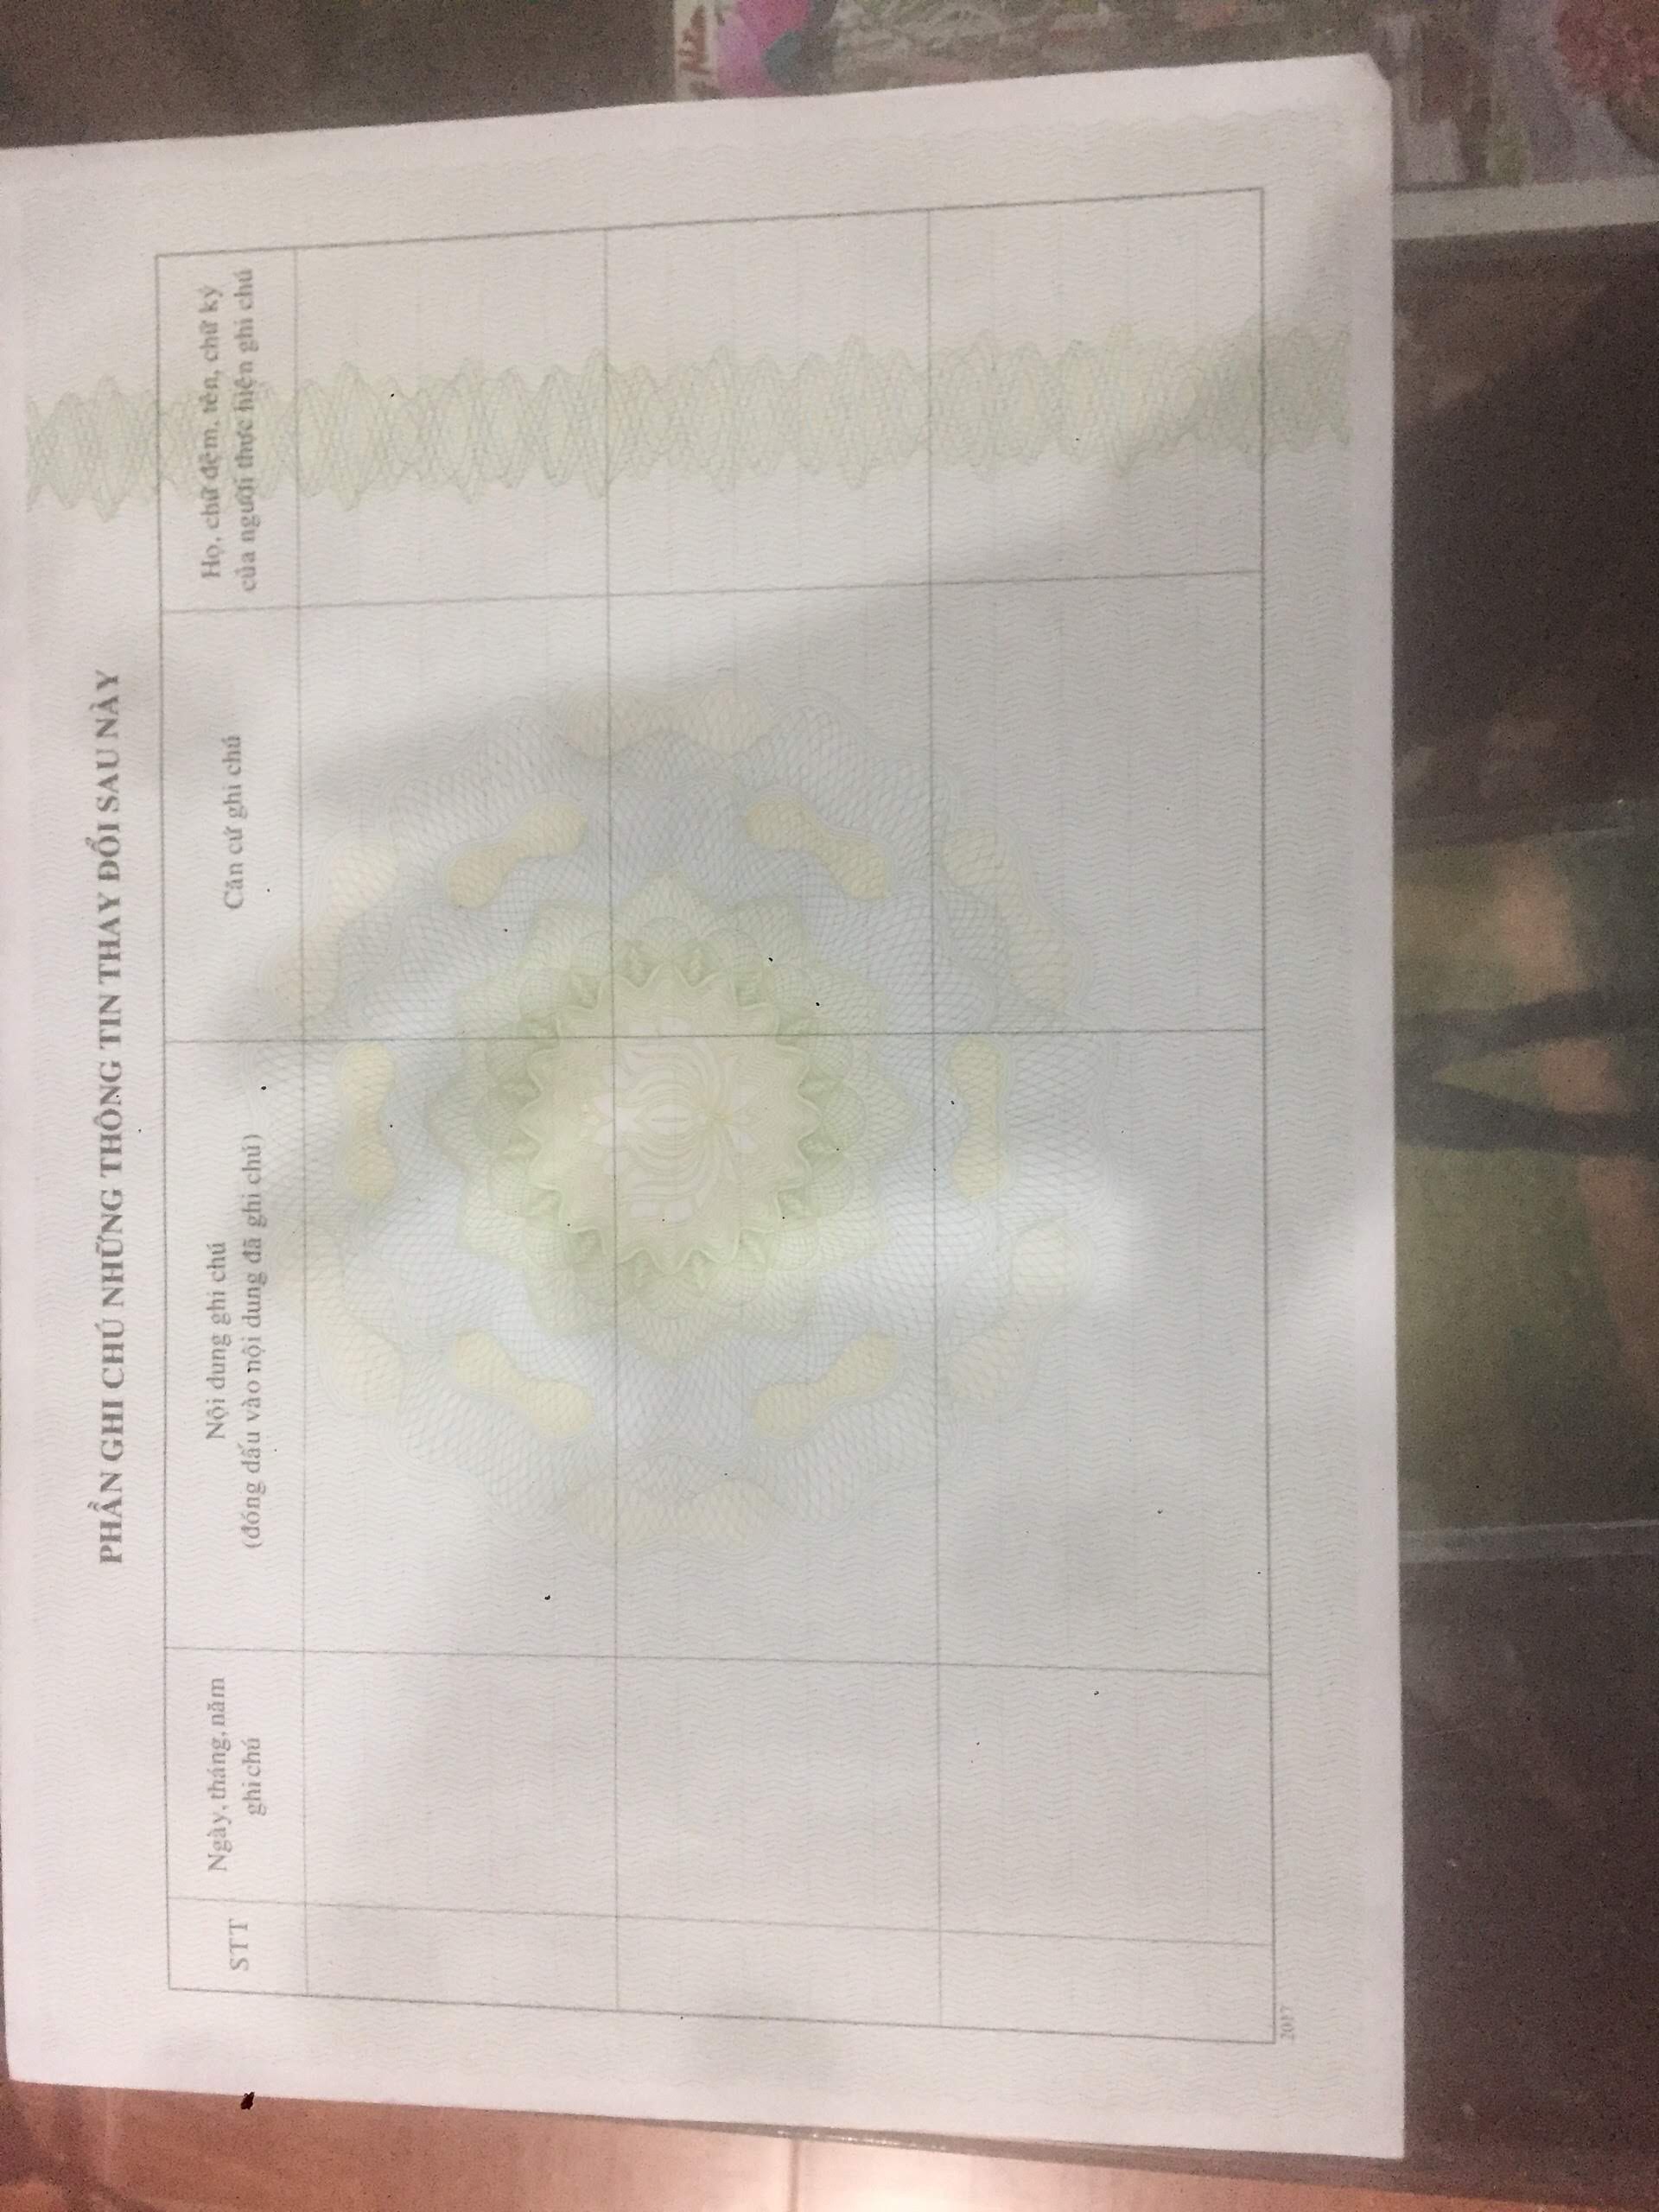 PHẦN GHI CHÚ NHỮNG THÔNG TIN THAY ĐỔI SAU NÀY
STT
Ngày, tháng, năm
ghi chú
Nội dung ghi chú
(đóng dấu vào nội dung đã ghi chú)
Căn cứ ghi chú
Họ, chữ đệm, tên, chữ ký
của người thực hiện ghi chú
2017